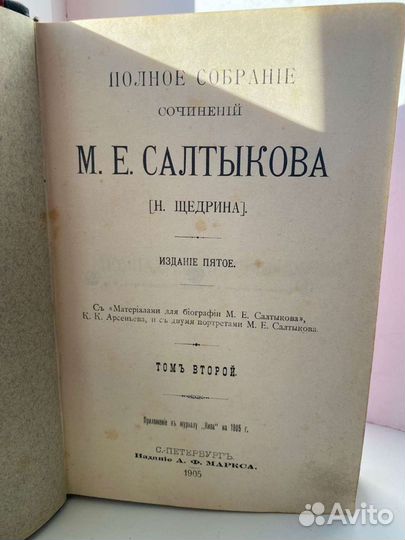 ПОЛНОЕ СОБРАНІЕ
СОЧИНЕНІЙ
М. Е. САЛТЫКОВА
[Н. ЩЕДРИНА].
ИЗДАНІЕ ПЯТОЕ.
Съ «Матеріалами для біографіи М. Е. Салтыкова»,
К. К. Арсеньева, и съ двумя портретами М. Е. Салтыкова.
ТОМЪ ВТОРОЙ.
Приложеніе къ журналу „Нива" на 1905 г.
С.-ПЕТЕРБУРГЪ.
Изданіе А. Ф. МАРКСА.
1905
Avito